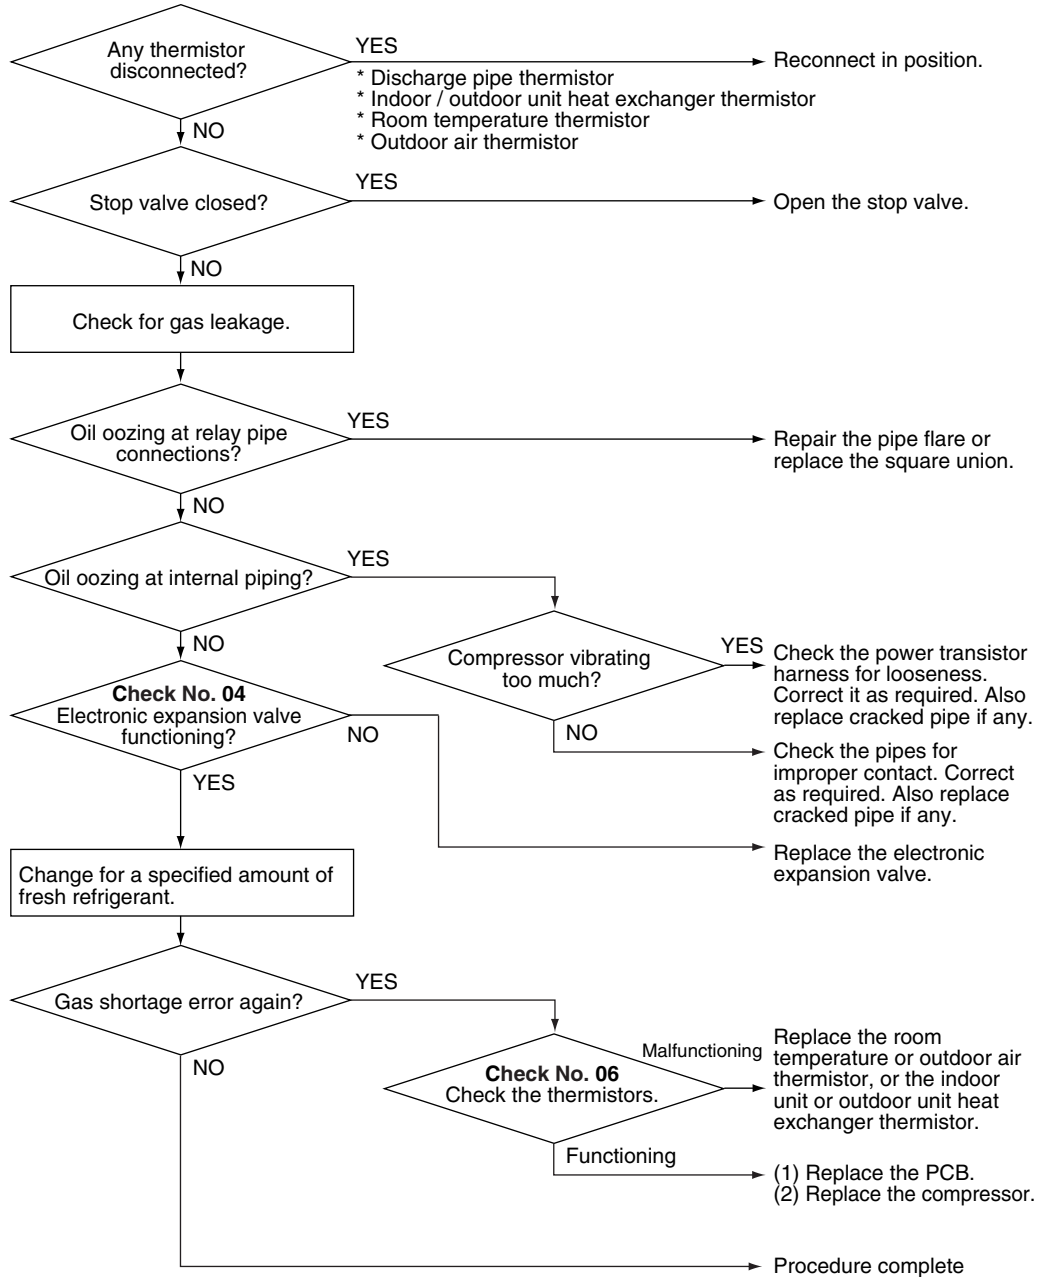 Any thermistor
disconnected?
YES
* Discharge pipe thermistor
* Indoor / outdoor unit heat exchanger thermistor
* Room temperature thermistor
* Outdoor air thermistor
Reconnect in position.
NO
Stop valve closed?
YES
Open the stop valve.
NO
Check for gas leakage.
Oil oozing at relay pipe
connections?
YES
Repair the pipe flare or
replace the square union.
NO
Oil oozing at internal piping?
YES
NO
Compressor vibrating
too much?
YES
Check the power transistor
harness for looseness.
Correct it as required. Also
replace cracked pipe if any.
NO
Check the pipes for
improper contact. Correct
as required. Also replace
cracked pipe if any.
Check No. 04
Electronic expansion valve
functioning?
NO
Replace the electronic
expansion valve.
YES
Change for a specified amount of
fresh refrigerant.
Gas shortage error again?
YES
Check No. 06
Check the thermistors.
Malfunctioning
Replace the room
temperature or outdoor air
thermistor, or the indoor
unit or outdoor unit heat
exchanger thermistor.
Functioning
(1) Replace the PCB.
(2) Replace the compressor.
NO
Procedure complete